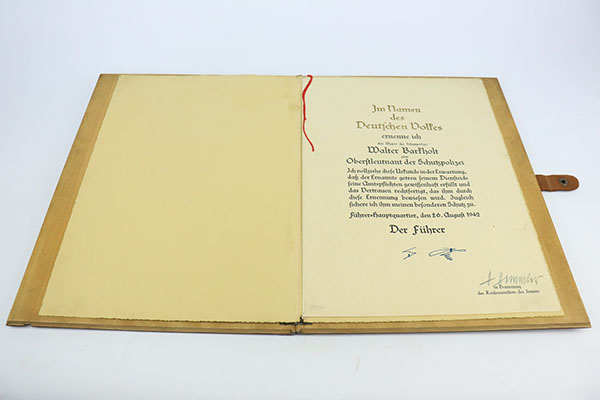 Im Namen
des
Deutschen Volkes
ernenne ich
den Major der Schutzpolizei
Walter Barkholt
zum
Oberstleutnant der Schutzpolizei
Ich vollziehe diese Urkunde in der Erwartung,
daß der Ernannte getreu seinem Diensteide
seine Amtspflichten gewissenhaft erfüllt und
das Vertrauen rechtfertigt, das ihm durch
diese Ernennung bewiesen wird. Zugleich
sichere ich ihm meinen besonderen Schutz zu.
Führer-Hauptquartier, den 26. August 1942
Der Führer
In Vertretung
des Reichsministers des Innern